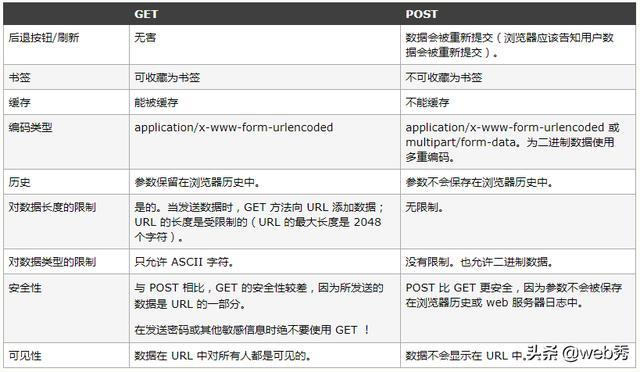 GET POST
后退按钮/刷新 无害 数据会被重新提交（浏览器应该告知用户数
据会被重新提交）。
书签 可收藏为书签 不可收藏为书签
缓存 能被缓存 不能缓存
编码类型 application/x-www-form-urlencoded application/x-www-form-urlencoded 或
multipart/form-data。为二进制数据使用
多重编码。
历史 参数保留在浏览器历史中。 参数不会保存在浏览器历史中。
对数据长度的限制 是的。当发送数据时，GET 方法向 URL 添加数据； 无限制。
URL 的长度是受限制的（URL 的最大长度是 2048
个字符）。
对数据类型的限制 只允许 ASCII 字符。 没有限制。也允许二进制数据。
安全性 与 POST 相比，GET 的安全性较差，因为所发送的 POST 比 GET 更安全，因为参数不会被保存
数据是 URL 的一部分。 在浏览器历史或 web 服务器日志中。
在发送密码或其他敏感信息时绝不要使用 GET ！
可见性 数据在 URL 中对所有人都是可见的。 数据不会显示在 URL 中。
头条 @web秀